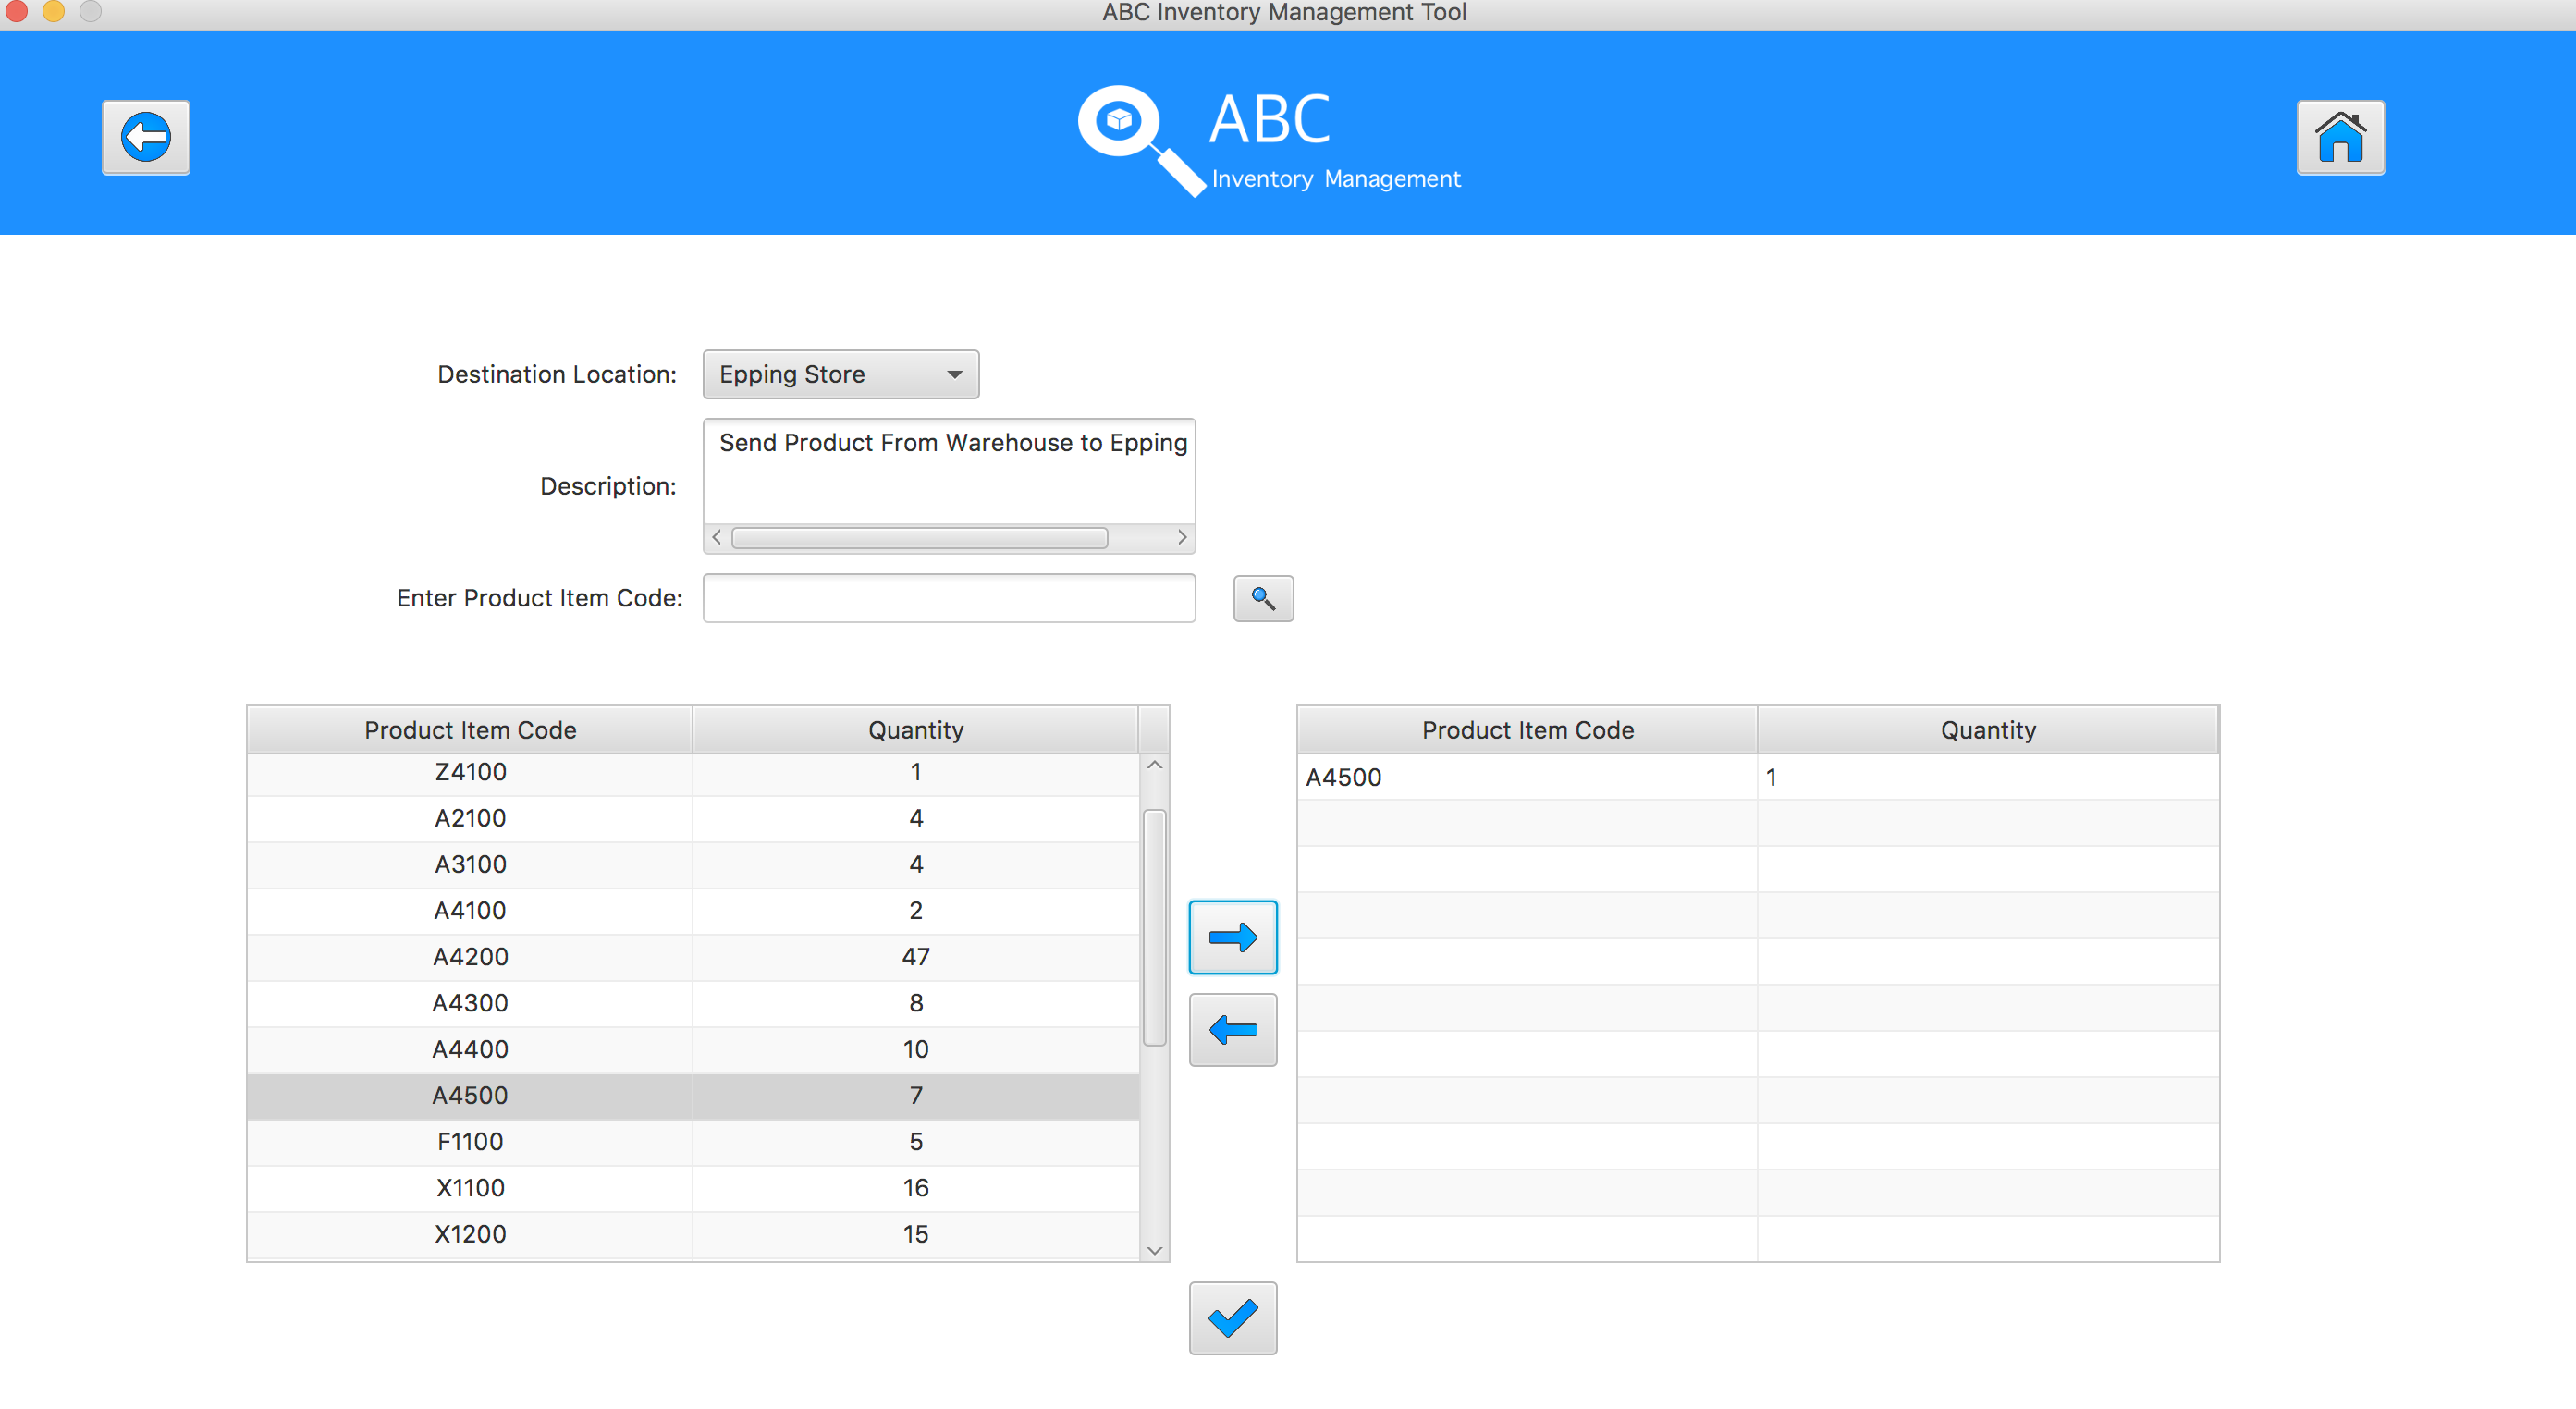 ABC Inventory Management Tool
ABC
Inventory Management
Destination Location: Epping Store
Description: Send Product From Warehouse to Epping
Enter Product Item Code:
Product Item Code Quantity
Z4100 1
A2100 4
A3100 4
A4100 2
A4200 47
A4300 8
A4400 10
A4500 7
F1100 5
X1100 16
X1200 15
Product Item Code Quantity
A4500 1